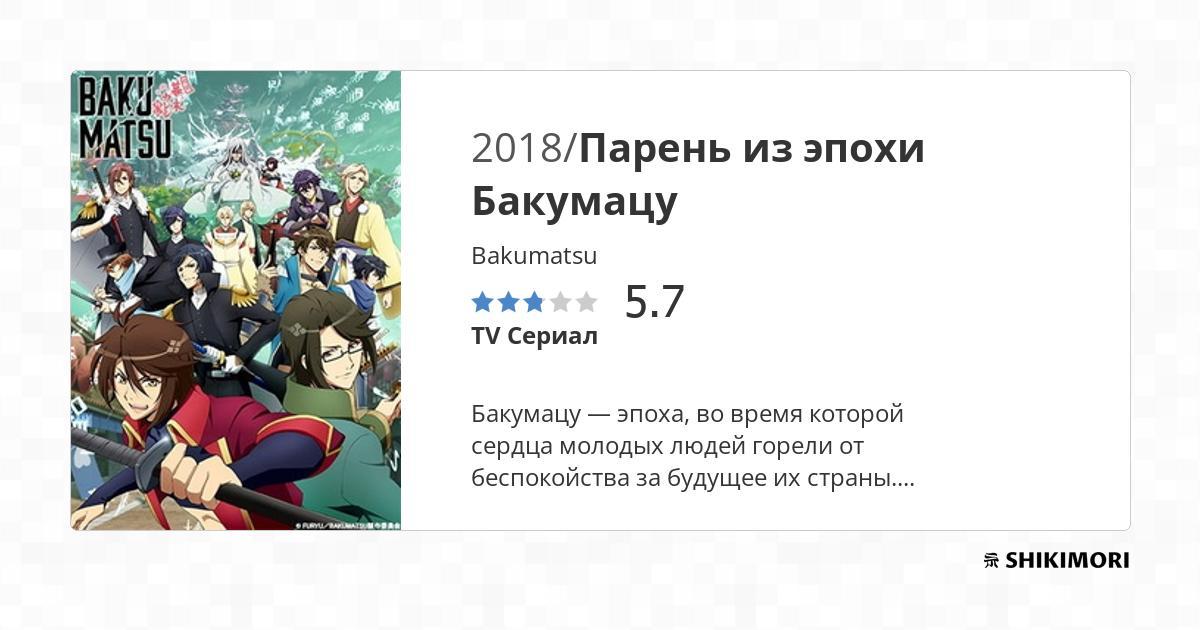 BAKU
MATSU
2018/Парень из эпохи
Бакумацу
Bakumatsu
5.7
TV Сериал
Бакумацу — эпоха, во время которой
сердца молодых людей горели от
беспокойства за будущее их страны....
© FURYU/BAKUMATSU製作委員会
SHIKIMORI